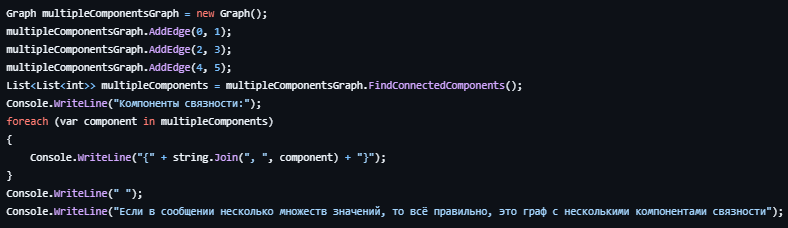 Graph multipleComponentsGraph = new Graph();
multipleComponentsGraph.AddEdge(0, 1);
multipleComponentsGraph.AddEdge(2, 3);
multipleComponentsGraph.AddEdge(4, 5);
List<List<int>> multipleComponents = multipleComponentsGraph.FindConnectedComponents();
Console.WriteLine("Компоненты связности:");
foreach (var component in multipleComponents)
{
    Console.WriteLine("{" + string.Join(", ", component) + "}");
}
Console.WriteLine(" ");
Console.WriteLine("Если в сообщении несколько множеств значений, то всё правильно, это граф с несколькими компонентами связности");